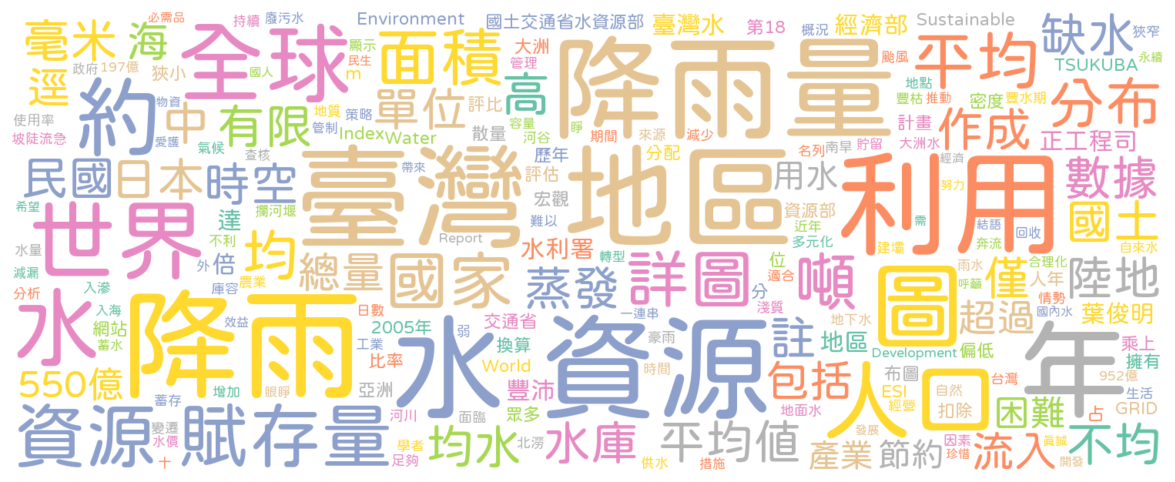 必需品
廢污水
Environment
國土交通省水資源部
臺灣水
第18
經濟部
Sustainable
缺水
狹窄
毫米
海
持續
全球
顯示
民生
面積
大洲
管理
降雨量
概況
颱風
平均
TSUKUBA
永續
政府
197億
狹小
國人
m
逕
約
物資
中
有限
地質
策略
單位
評比
高
地點
豐枯
推動
密度
豐水期
分布
使用率
坡陡流急
愛護
氣候
管制
Index
Water
散量
容量
河谷
睜
期間
來源
減少
計畫
作成
大洲水
正工程司
民國
日本
時空
查核
帶來
臺灣
歷年
評估
分配
地區
名列
南旱
貯留
用水
利用
經濟
數據
希望
世界
達
攔河堰
宏觀
難以
資源部
近年
多元化
努力
需
結語
回收
國土
水量
不利
均
外
倍
Report
水利署
轉型
位
適合
建壩
奔流
自來水
減漏
分析
入滲
庫容
農業
總量
國家
蒸發
詳圖
分
淺質
噸
圖
雨水
呼籲
僅
合理化
人年
情勢
陸地
水
入海
網站
蓄水
降雨
效益
日數
2005年
工業
比率
弱
水資源
交通省
換算
一連串
豪雨
註
地下水
地區
超過
國內水
葉俊明
年
550億
World
時間
Development
偏低
乘上
擁有
增加
眼睜
亞洲
豐沛
包括
人口
布圖
ESI
經營
自然
扣除
台灣
952億
資源
賦存量
蓄存
變遷
水價
十
河川
面臨
眾多
地面水
困難
占
生活
GRID
學者
足夠
均水
北澇
水庫
供水
平均値
措施
發展
產業
節約
因素
珍惜
流入
真誠
開發
不均